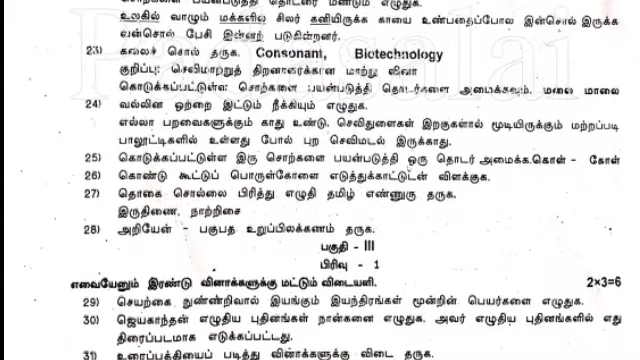 சொற்களை பயன்படுத்தி தொடரை மீண்டும் எழுதுக.
உலகில் வாழும் மக்களில் சிலர் கனியிருக்க காயை உண்பதைப்போல இன்சொல் இருக்க
வன்சொல் பேசி இன்னற் படுகின்றனர்.
23) கலைச் சொல் தருக. Consonant, Biotechnology
குறிப்பு: செவிமாற்றுத் திறனாளர்க்கான மாற்று வினா
கொடுக்கப்பட்டுள்ள சொற்களை பயன்படுத்தி தொடர்களை அமைக்கவும். மலை மாலை
24) வல்லின ஒற்றை இட்டும் நீக்கியும் எழுதுக.
எல்லா பறவைகளுக்கும் காது உண்டு. செவிதுளைகள் இறகுகளால் மூடியிருக்கும் மற்றப்படி
பாலூட்டிகளில் உள்ளது போல் புற செவிமடல் இருக்காது.
25) கொடுக்கப்பட்டுள்ள இரு சொற்களை பயன்படுத்தி ஒரு தொடர் அமைக்க.கொள் - கோள்
26) கொண்டு கூட்டுப் பொருள்கோளை எடுத்துக்காட்டுடன் விளக்குக.
27) தொகை சொல்லை பிரித்து எழுதி தமிழ் எண்ணுரு தருக.
இருதிணை, நாற்றிசை
28) அறியேன் - பகுபத உறுப்பிலக்கணம் தருக.
பகுதி - III
பிரிவு - 1
எவையேனும் இரண்டு வினாக்களுக்கு மட்டும் விடையளி. 2×3=6
29) செயற்கை நுண்ணறிவால் இயங்கும் இயந்திரங்கள் மூன்றின் பெயர்களை எழுதுக.
30) ஜெயகாந்தன் எழுதிய புதினங்கள் நான்கனை எழுதுக. அவர் எழுதிய புதினங்களில் எது
திரைப்படமாக எடுக்கப்பட்டது.
31) உரைப்பத்தியைப் படித்து வினாக்களுக்கு விடை தருக.